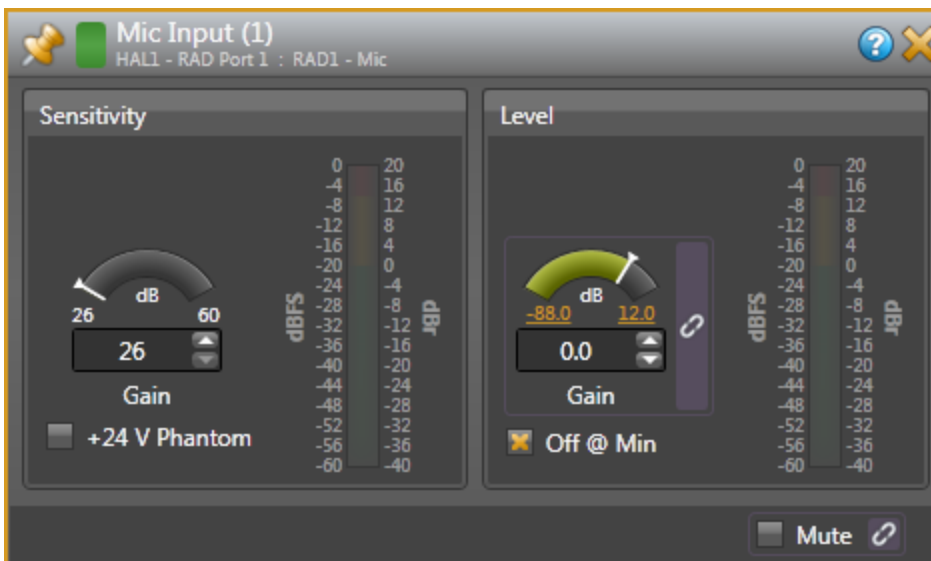 Mic Input (1)
HAL1 - RAD Port 1 : RAD1 - Mic
?
Sensitivity
dB
26 60
26
Gain
+24 V Phantom
dBFS
0 20
-4 16
-8 12
-12 8
-16 4
-20 0
-24 -4
-28 -8
-32 -12
-36 -16
-40 -20
-44 -24
-48 -28
-52 -32
-56 -36
-60 -40
dBr
Level
dB
-88.0 12.0
0.0
Gain
Off @ Min
dBFS
0 20
-4 16
-8 12
-12 8
-16 4
-20 0
-24 -4
-28 -8
-32 -12
-36 -16
-40 -20
-44 -24
-48 -28
-52 -32
-56 -36
-60 -40
dBr
Mute